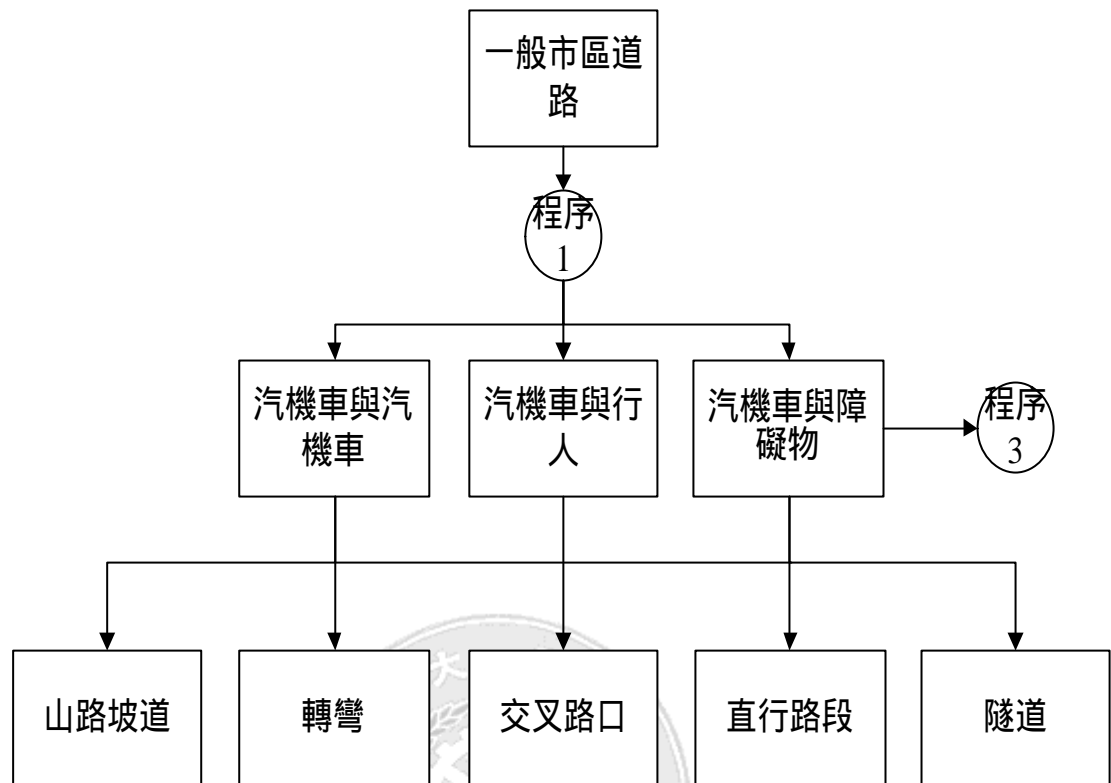 一般市區道
路
程序
1
汽機車與汽
機車
汽機車與行
人
汽機車與障
礙物
程序
3
山路坡道
轉彎
交叉路口
直行路段
隧道
大